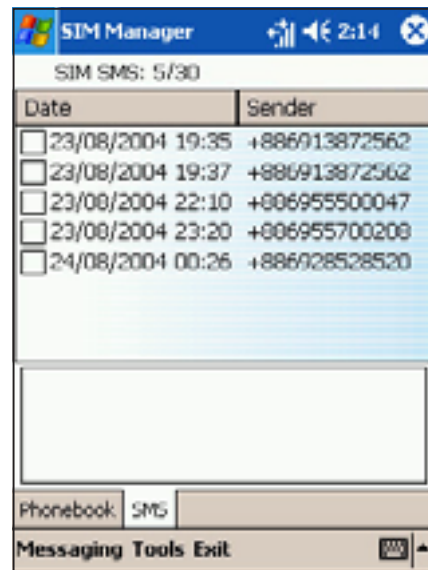 SIM Manager 2:14
SIM SMS: 5/30
Date Sender
23/08/2004 19:35 +886913872562
23/08/2004 19:37 +886913872562
23/08/2004 22:10 +886955500047
23/08/2004 23:20 +886955700208
24/08/2004 00:26 +886928528520
Phonebook SMS
Messaging Tools Exit